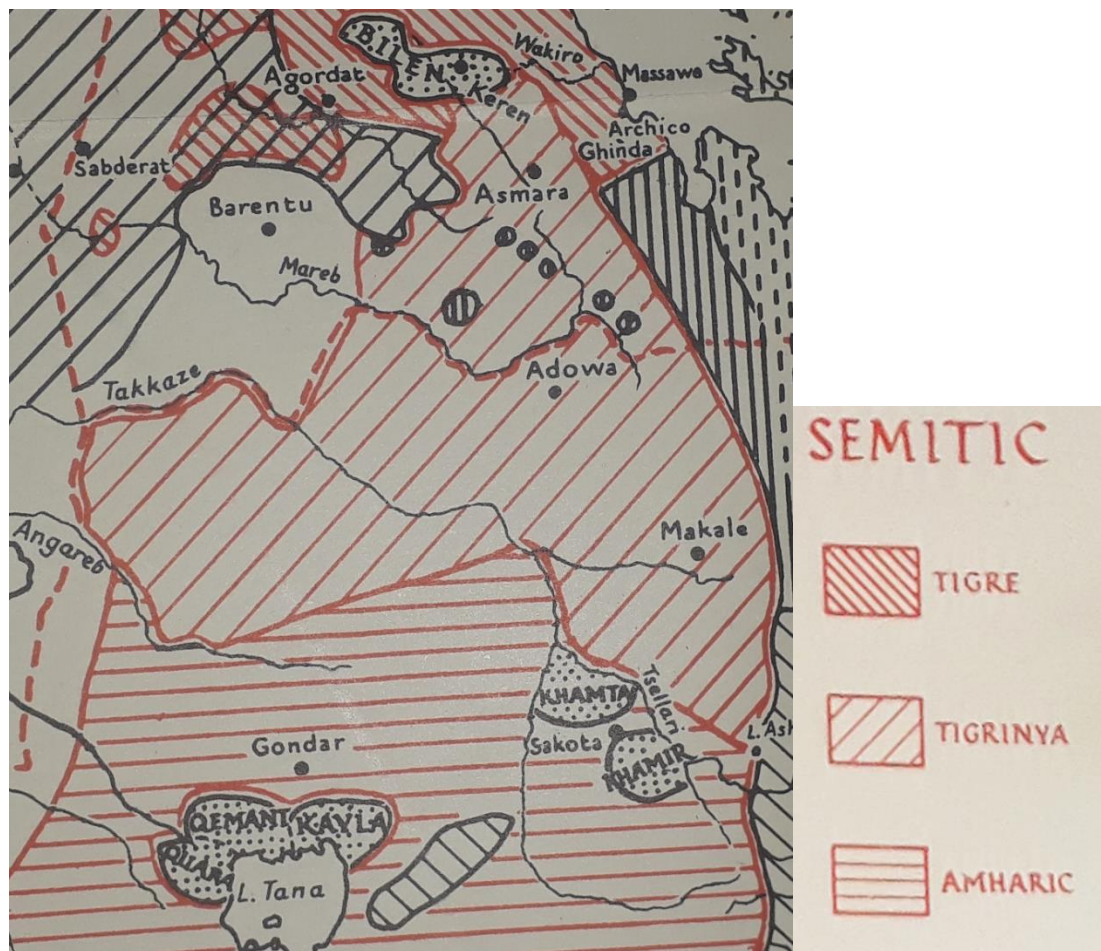 BILEN
Wakiro
Agordat
Massawa
Keren
Archico
Ghinda
Sabderat
Asmara
Barentu
Mareb
Takkaze
Adowa
Makale
Angareb
KHAMTA
Tsellari
Sakota
L. Ash
KHAMIR
Gondar
QEMANT
KAYLA
QUARA
L. Tana
SEMITIC
TIGRE
TIGRINYA
AMHARIC